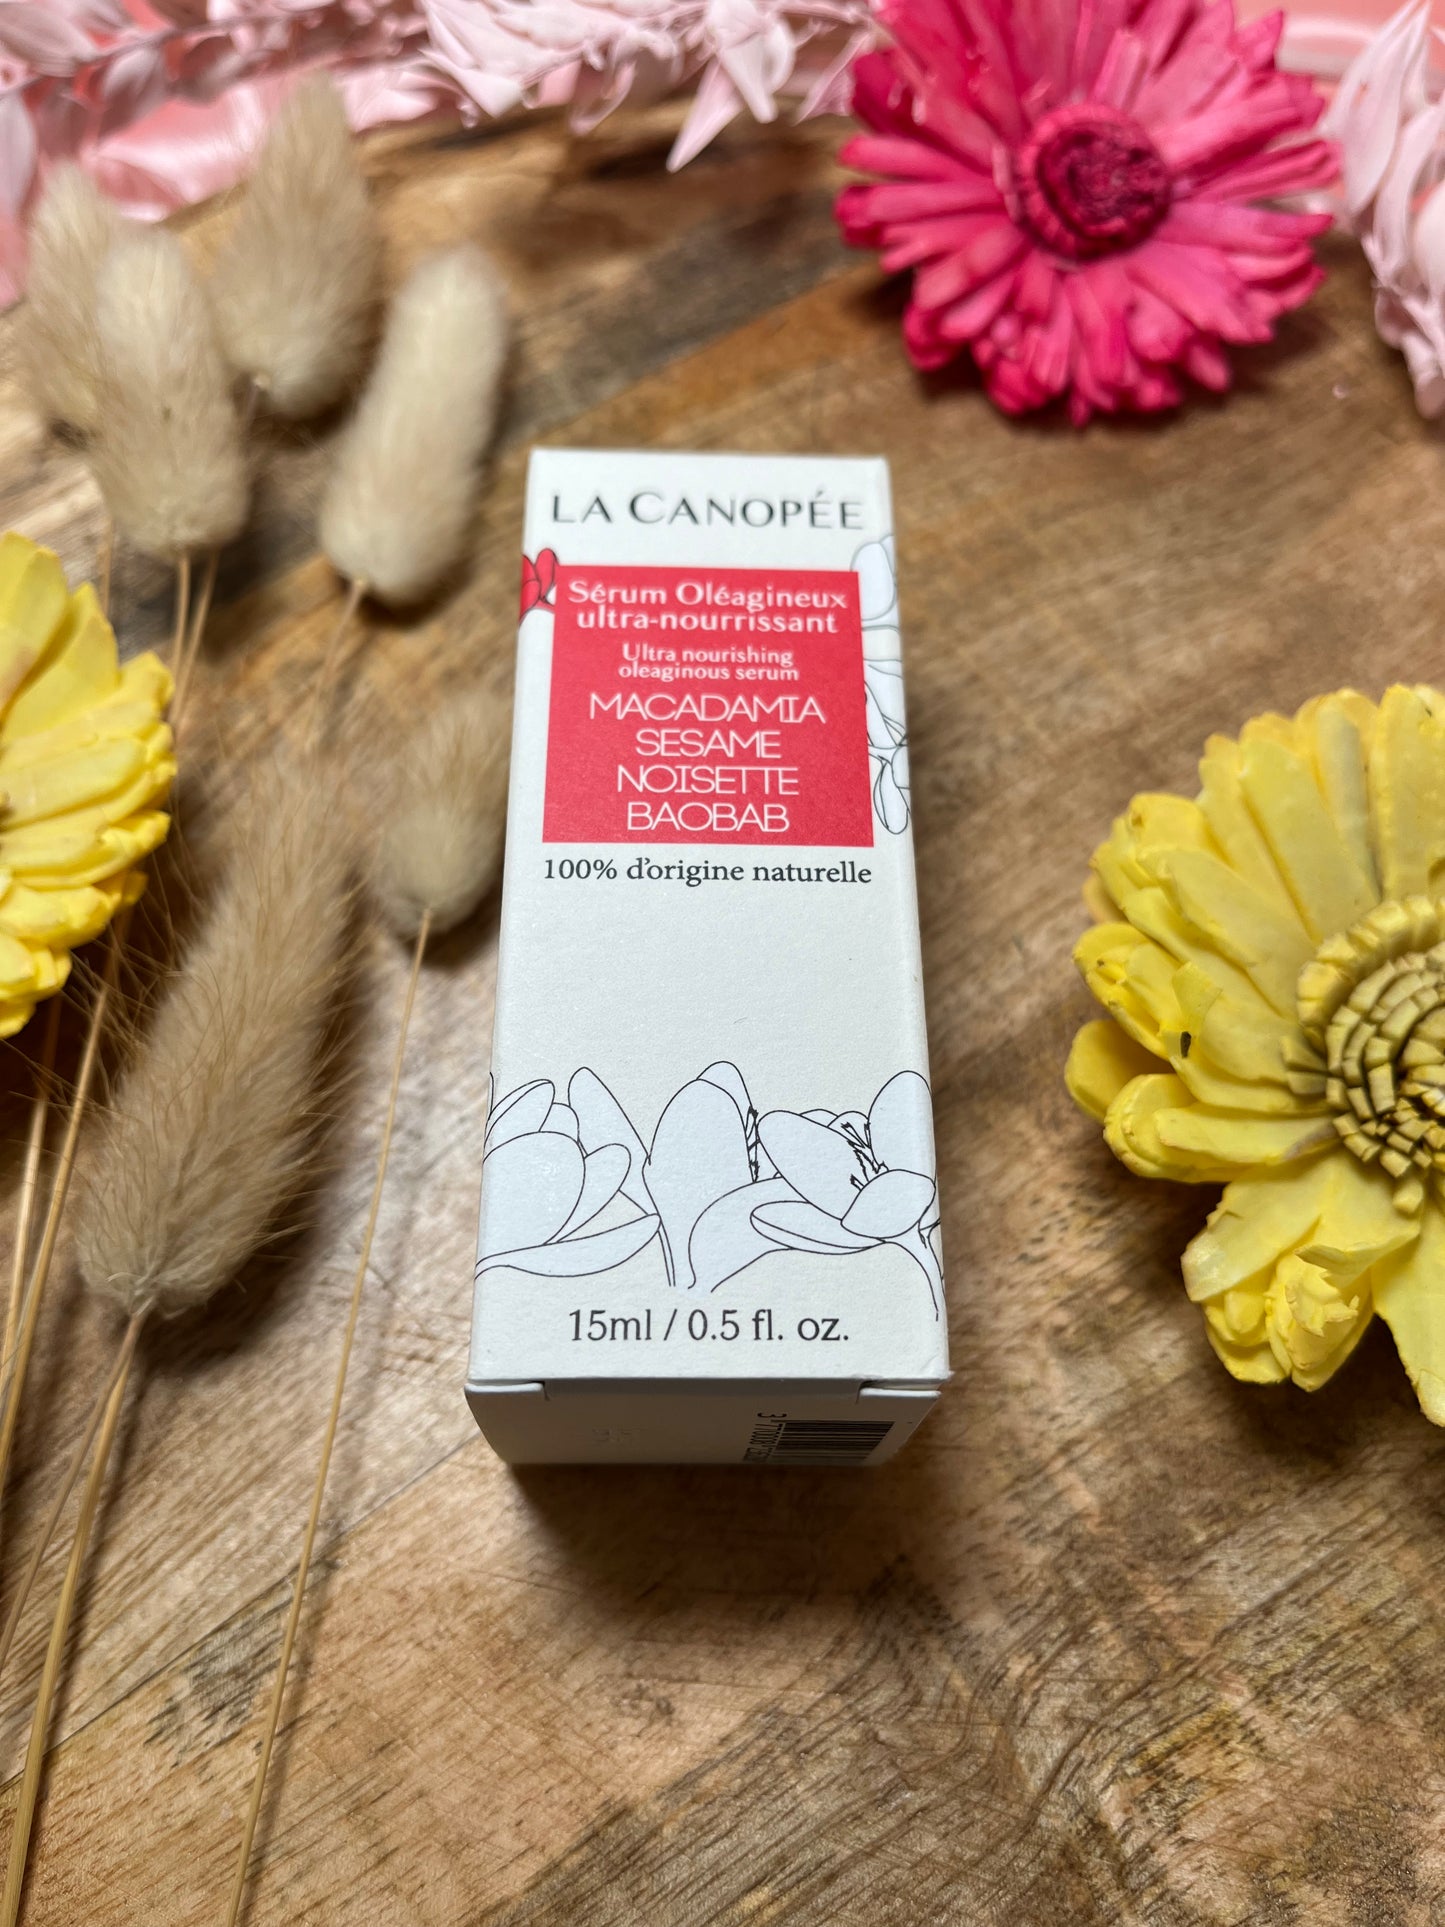 LA CANOPÉE
Sérum Oléagineux
ultra-nourrissant
Ultra nourishing
oleaginous serum
MACADAMIA
SESAME
NOISETTE
BAOBAB
100% d'origine naturelle
15ml / 0.5 fl. oz.